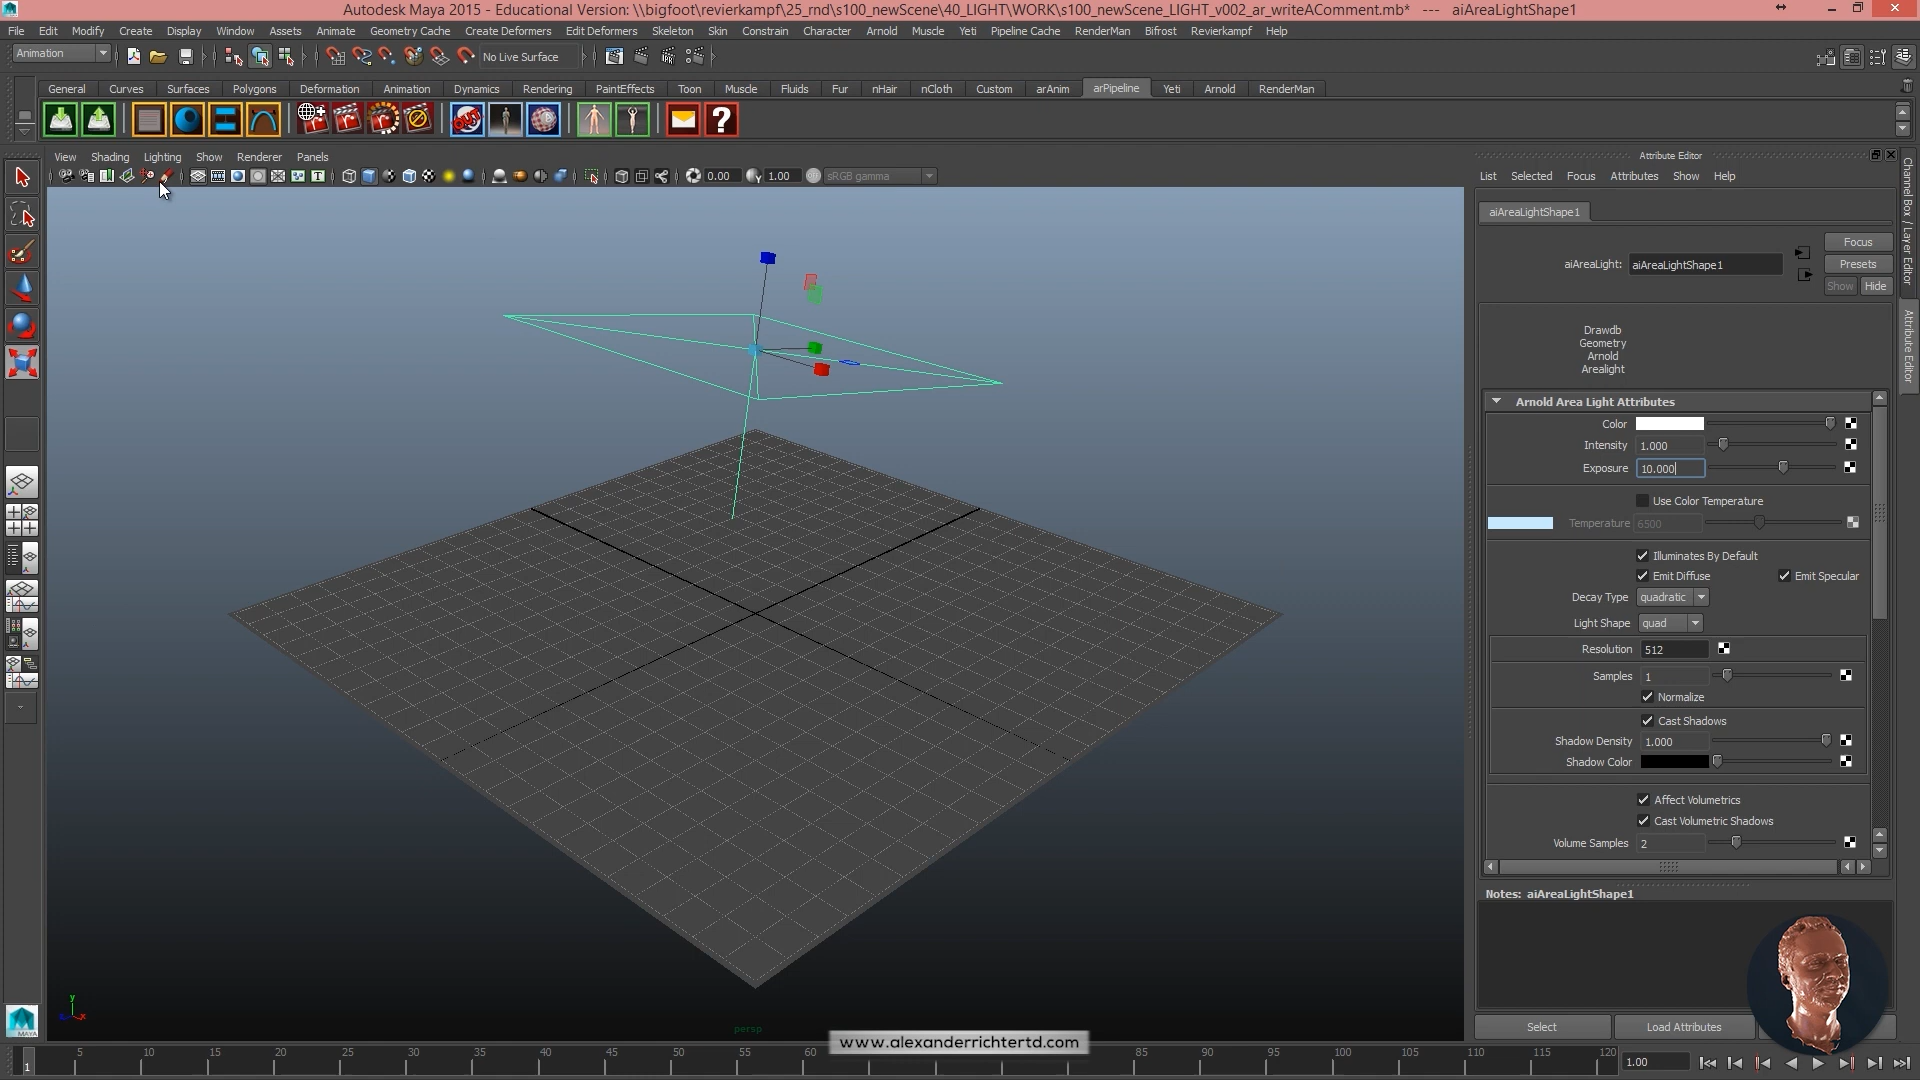 Autodesk Maya 2015 - Educational Version: \\bigfoot\revierkampf\25_rnd\s100_newScene\40_LIGHT\WORK\s100_newScene_LIGHT_v002_ar_writeAComment.mb* --- aiAreaLightShape1
File Edit Modify Create Display Window Assets Animate Geometry Cache Create Deformers Edit Deformers Skeleton Skin Constrain Character Arnold Muscle Yeti Pipeline Cache RenderMan Bifrost Revierkampf Help
Animation No Live Surface
General Curves Surfaces Polygons Deformation Animation Dynamics Rendering PaintEffects Toon Muscle Fluids Fur nHair nCloth Custom arAnim arPipeline Yeti Arnold RenderMan
OUT ?
View Shading Lighting Show Renderer Panels
0.00 1.00 sRGB gamma
Attribute Editor
List Selected Focus Attributes Show Help
aiAreaLightShape1
Focus
aiAreaLight: aiAreaLightShape1
Presets
Show Hide
Drawdb
Geometry
Arnold
Arealight
Arnold Area Light Attributes
Color
Intensity 1.000
Exposure 10.000
Use Color Temperature
Temperature 6500
Illuminates By Default
Emit Diffuse Emit Specular
Decay Type quadratic
Light Shape quad
Resolution 512
Samples 1
Normalize
Cast Shadows
Shadow Density 1.000
Shadow Color
Affect Volumetrics
Cast Volumetric Shadows
Volume Samples 2
Notes: aiAreaLightShape1
Select Load Attributes
Channel Box / Layer Editor
Attribute Editor
y
x
persp
www.alexanderrichtertd.com
MAYA
1 5 10 15 20 25 30 35 40 45 50 55 60 85 90 95 100 105 110 115 120 1.00